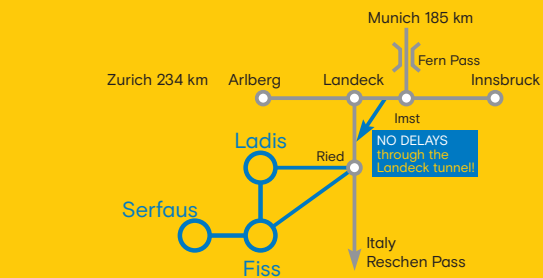 Munich 185 km
Fern Pass
Zurich 234 km Arlberg Landeck Innsbruck
Imst
NO DELAYS
through the
Landeck tunnel!
Ladis
Ried
Serfaus
Italy
Reschen Pass
Fiss